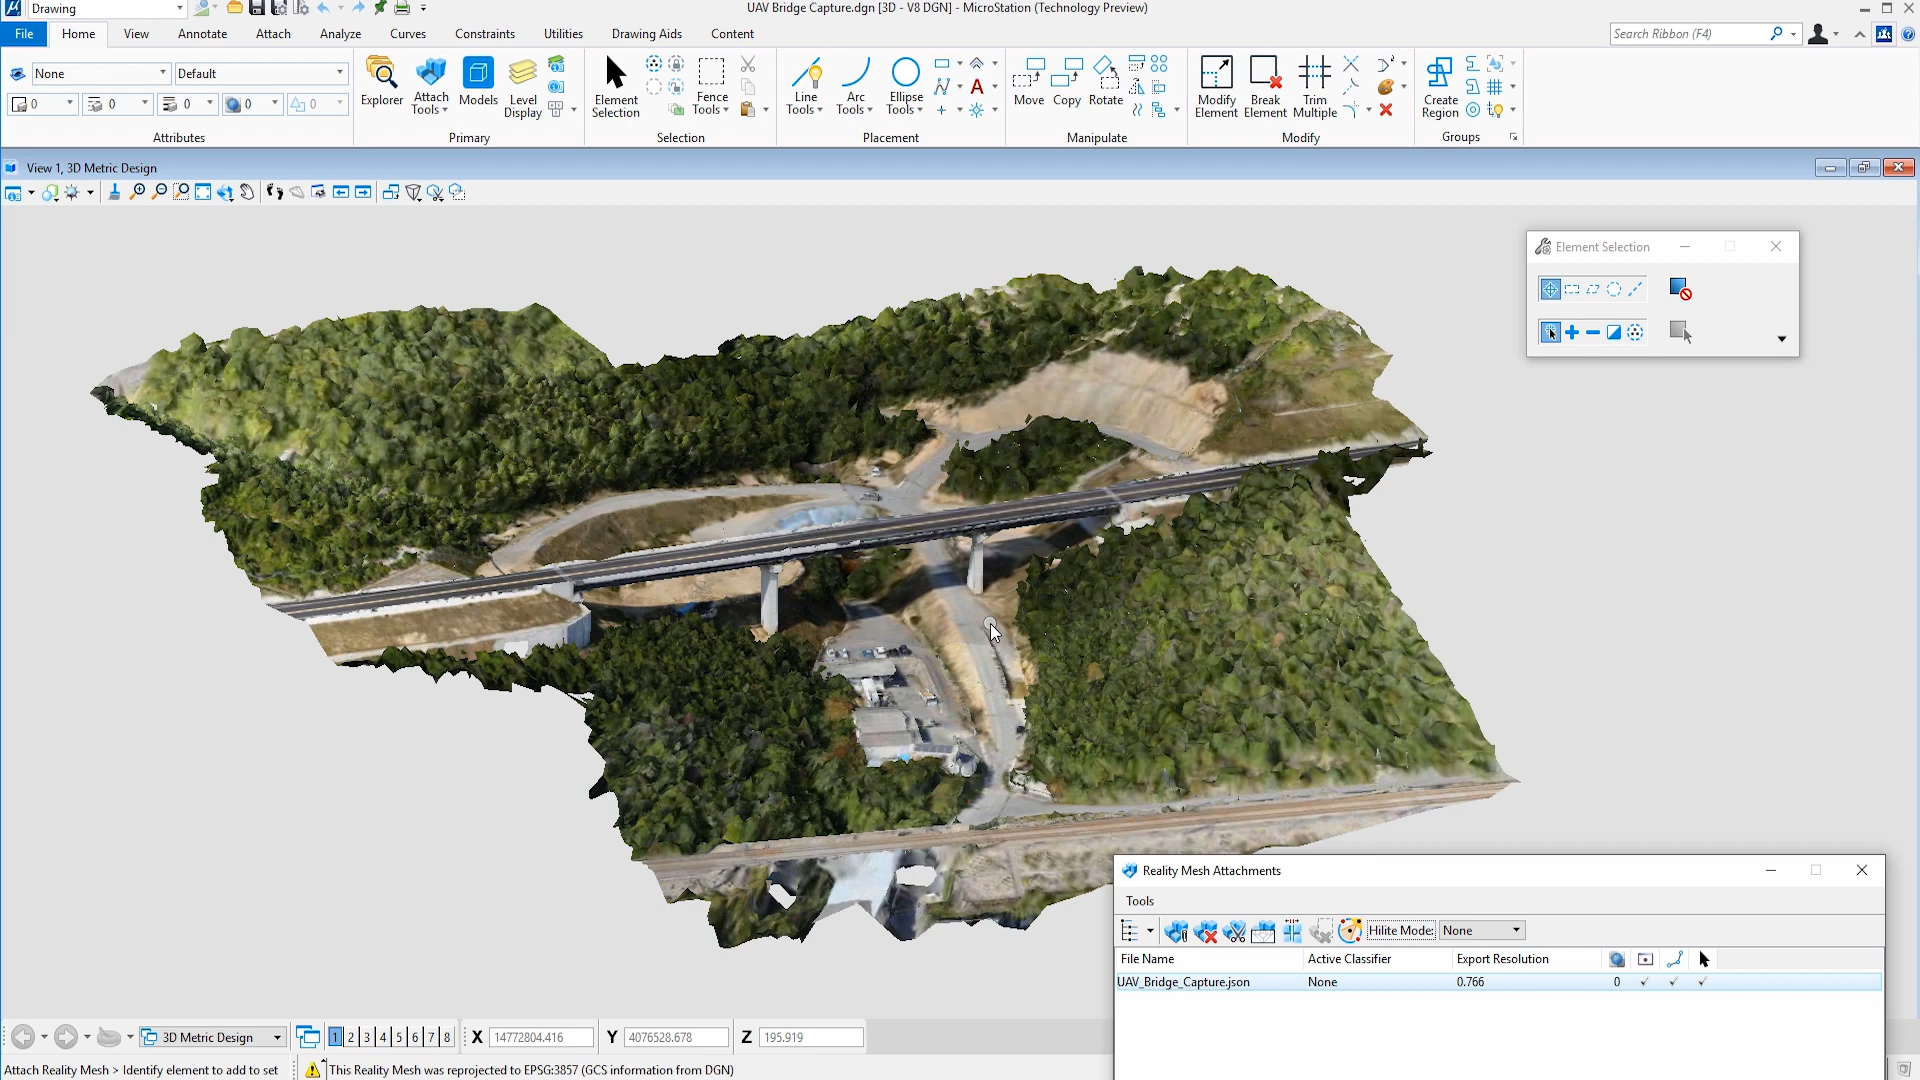 Drawing
UAV Bridge Capture.dgn [3D - V8 DGN] - MicroStation (Technology Preview)
File Home View Annotate Attach Analyze Curves Constraints Utilities Drawing Aids Content
Search Ribbon (F4)
None Default
0 0 0 0 0
Attributes
Explorer
Attach Tools
Models
Level Display
Primary
Element Selection
Fence Tools
Selection
Line Tools
Arc Tools
Ellipse Tools
A
Placement
Move
Copy
Rotate
Manipulate
Modify Element
Break Element
Trim Multiple
Modify
Create Region
Groups
View 1, 3D Metric Design
Element Selection
Reality Mesh Attachments
Tools
Hilite Mode: None
File Name Active Classifier Export Resolution
UAV_Bridge_Capture.json None 0.766 0
3D Metric Design 1 2 3 4 5 6 7 8 X 14772804.416 Y 4076528.678 Z 195.919
Attach Reality Mesh > Identify element to add to set
This Reality Mesh was reprojected to EPSG:3857 (GCS information from DGN)